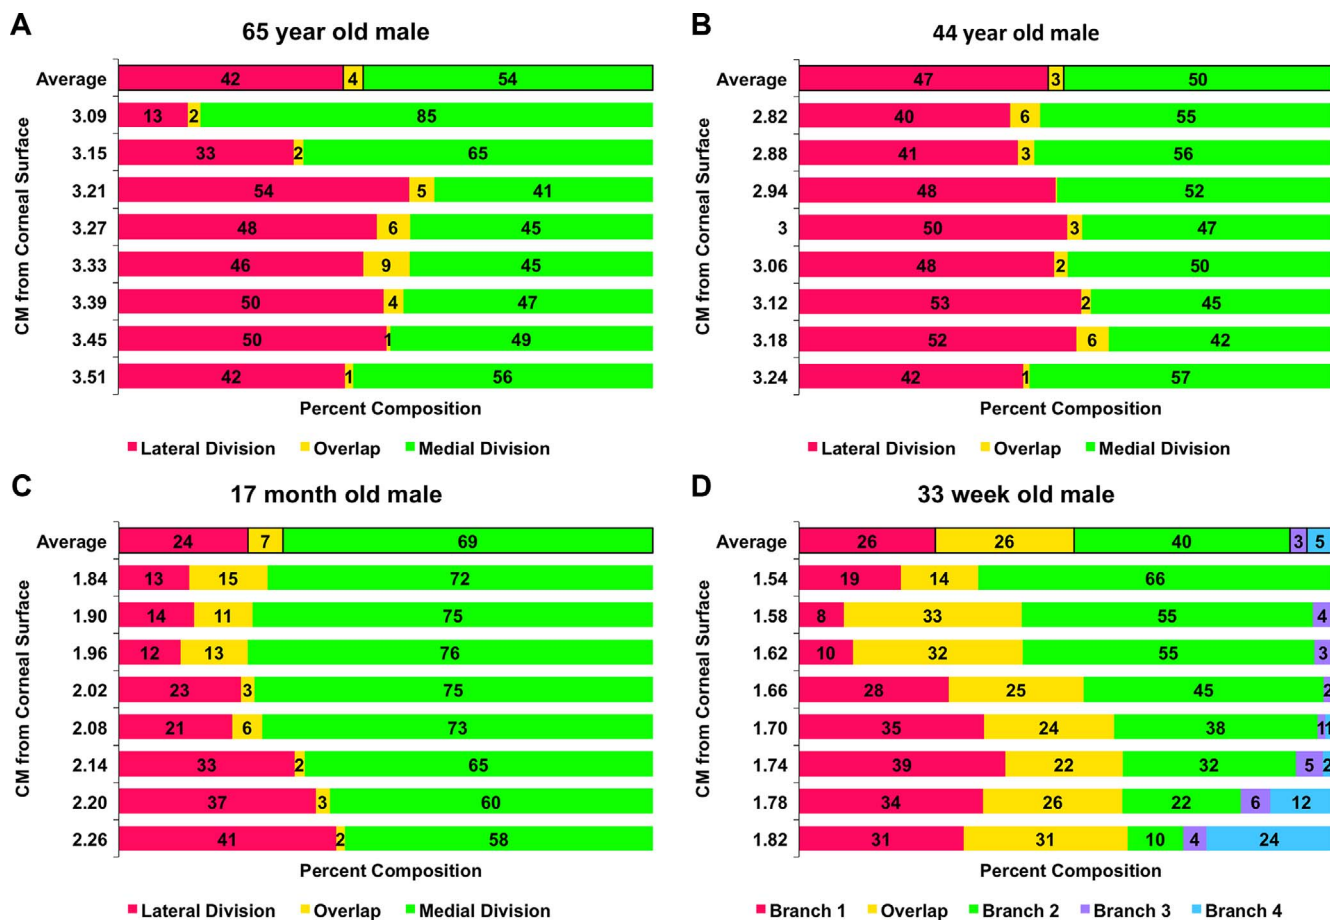 A
65 year old male
Average 42 4 54
3.09 13 2 85
3.15 33 2 65
3.21 54 5 41
3.27 48 6 45
3.33 46 9 45
3.39 50 4 47
3.45 50 1 49
3.51 42 1 56
CM from Corneal Surface
Percent Composition
Lateral Division Overlap Medial Division
B
44 year old male
Average 47 3 50
2.82 40 6 55
2.88 41 3 56
2.94 48 52
3 50 3 47
3.06 48 2 50
3.12 53 2 45
3.18 52 6 42
3.24 42 1 57
CM from Corneal Surface
Percent Composition
Lateral Division Overlap Medial Division
C
17 month old male
Average 24 7 69
1.84 13 15 72
1.90 14 11 75
1.96 12 13 76
2.02 23 3 75
2.08 21 6 73
2.14 33 2 65
2.20 37 3 60
2.26 41 2 58
CM from Corneal Surface
Percent Composition
Lateral Division Overlap Medial Division
D
33 week old male
Average 26 26 40 3 5
1.54 19 14 66
1.58 8 33 55 4
1.62 10 32 55 3
1.66 28 25 45 2
1.70 35 24 38 1 1
1.74 39 22 32 5 2
1.78 34 26 22 6 12
1.82 31 31 10 4 24
CM from Corneal Surface
Percent Composition
Branch 1 Overlap Branch 2 Branch 3 Branch 4